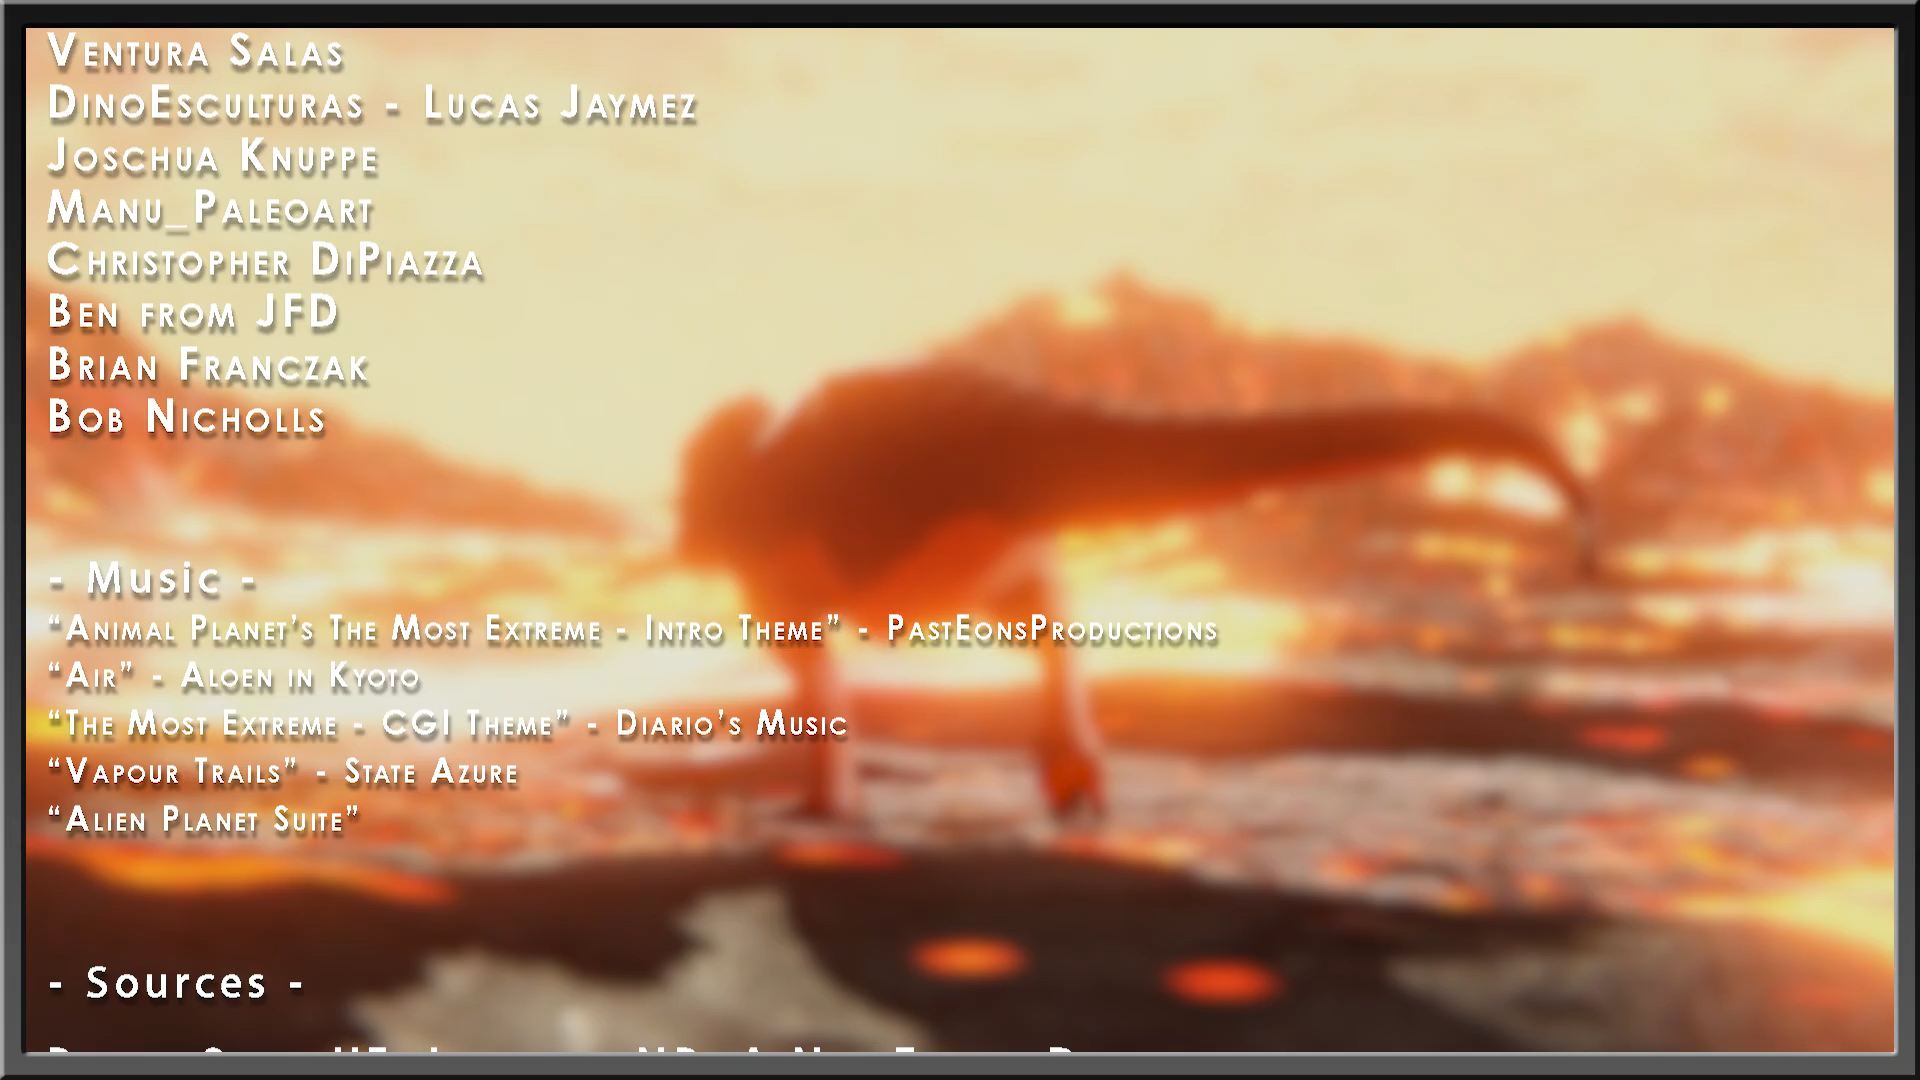 Ventura Salas
DinoEsculturas - Lucas Jaymez
Joschua Knuppe
Manu_Paleoart
Christopher DiPiazza
Ben from JFD
Brian Franczak
Bob Nicholls
- Music -
“Animal Planet’s The Most Extreme - Intro Theme” - PastEonsProductions
“Air” - Aloen in Kyoto
“The Most Extreme - CGI Theme” - Diario’s Music
“Vapour Trails” - State Azure
“Alien Planet Suite”
- Sources -